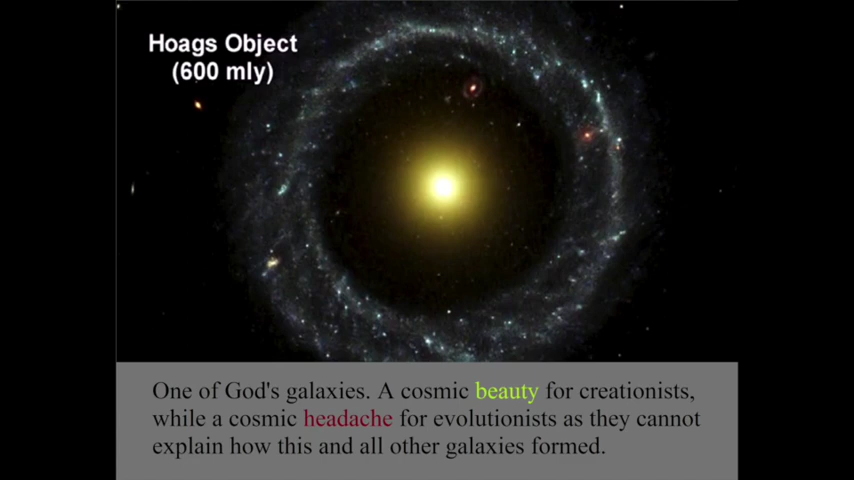 Hoags Object
(600 mly)
One of God's galaxies. A cosmic beauty for creationists,
while a cosmic headache for evolutionists as they cannot
explain how this and all other galaxies formed.